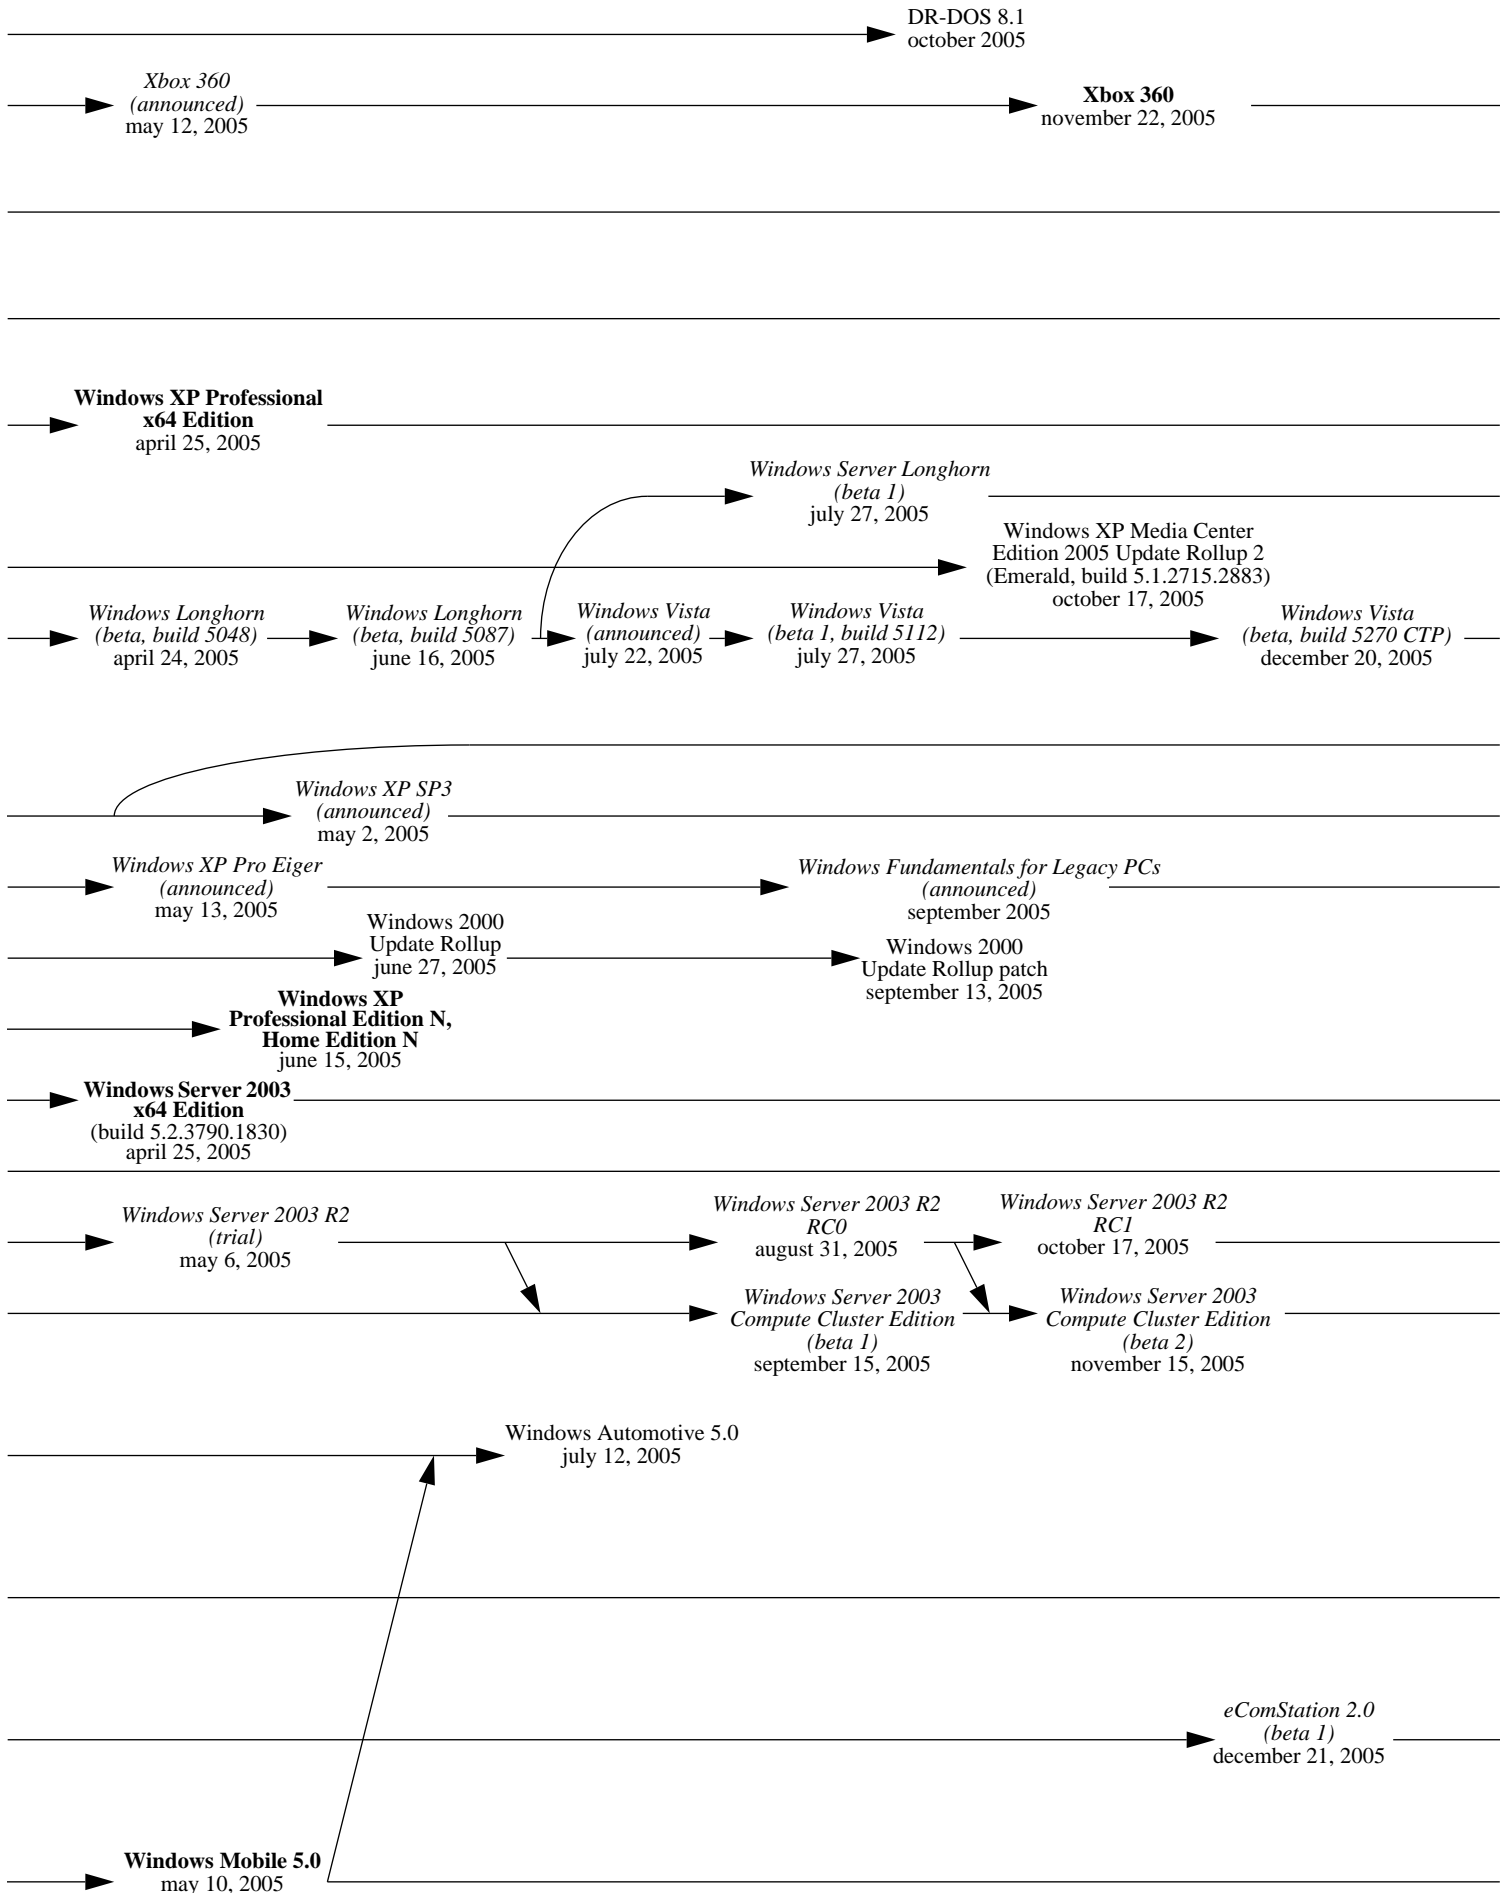 DR-DOS 8.1
october 2005
Xbox 360
(announced)
may 12, 2005
Xbox 360
november 22, 2005
Windows XP Professional
x64 Edition
april 25, 2005
Windows Server Longhorn
(beta 1)
july 27, 2005
Windows XP Media Center
Edition 2005 Update Rollup 2
(Emerald, build 5.1.2715.2883)
october 17, 2005
Windows Longhorn
(beta, build 5048)
april 24, 2005
Windows Longhorn
(beta, build 5087)
june 16, 2005
Windows Vista
(announced)
july 22, 2005
Windows Vista
(beta 1, build 5112)
july 27, 2005
Windows Vista
(beta, build 5270 CTP)
december 20, 2005
Windows XP SP3
(announced)
may 2, 2005
Windows XP Pro Eiger
(announced)
may 13, 2005
Windows Fundamentals for Legacy PCs
(announced)
september 2005
Windows 2000
Update Rollup
june 27, 2005
Windows 2000
Update Rollup patch
september 13, 2005
Windows XP
Professional Edition N,
Home Edition N
june 15, 2005
Windows Server 2003
x64 Edition
(build 5.2.3790.1830)
april 25, 2005
Windows Server 2003 R2
(trial)
may 6, 2005
Windows Server 2003 R2
RC0
august 31, 2005
Windows Server 2003 R2
RC1
october 17, 2005
Windows Server 2003
Compute Cluster Edition
(beta 1)
september 15, 2005
Windows Server 2003
Compute Cluster Edition
(beta 2)
november 15, 2005
Windows Automotive 5.0
july 12, 2005
eComStation 2.0
(beta 1)
december 21, 2005
Windows Mobile 5.0
may 10, 2005